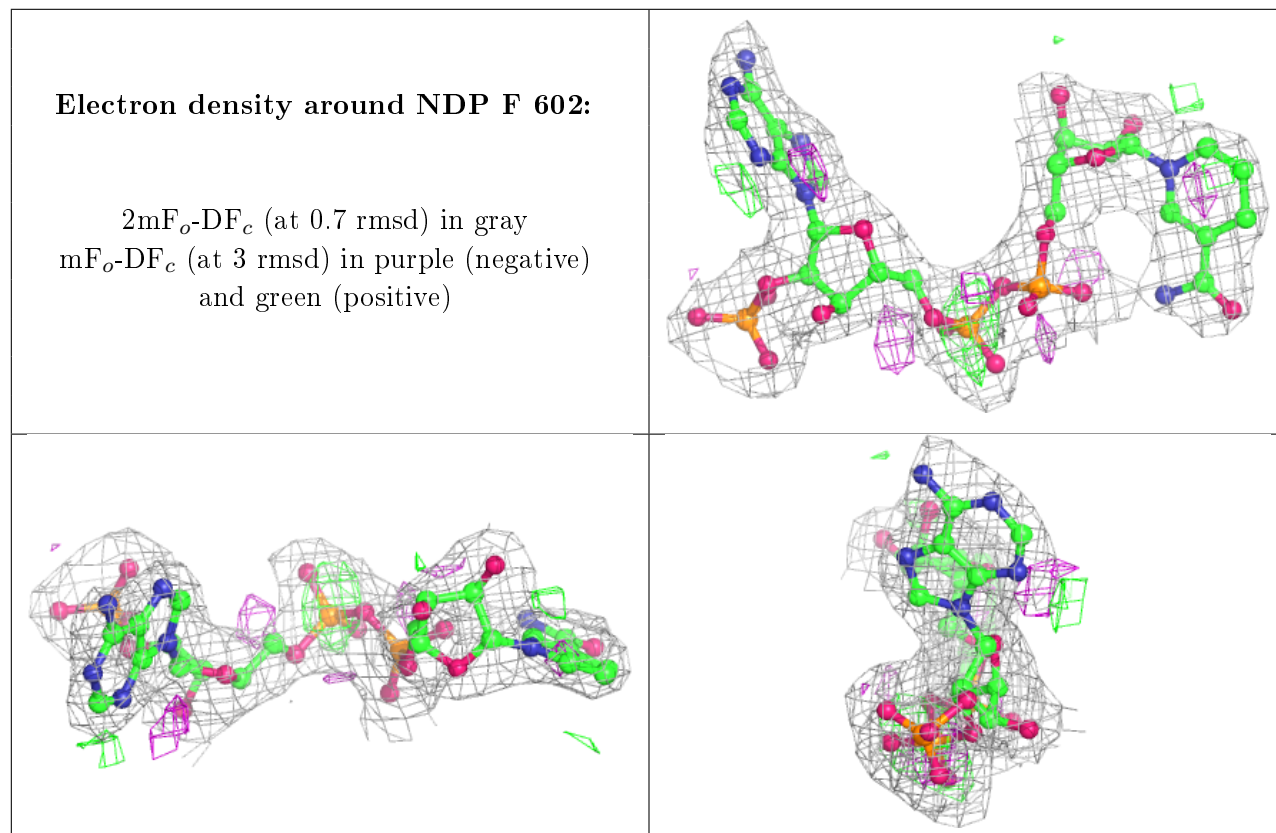 Electron density around NDP F 602:
2mFo-DFc (at 0.7 rmsd) in gray
mFo-DFc (at 3 rmsd) in purple (negative)
and green (positive)